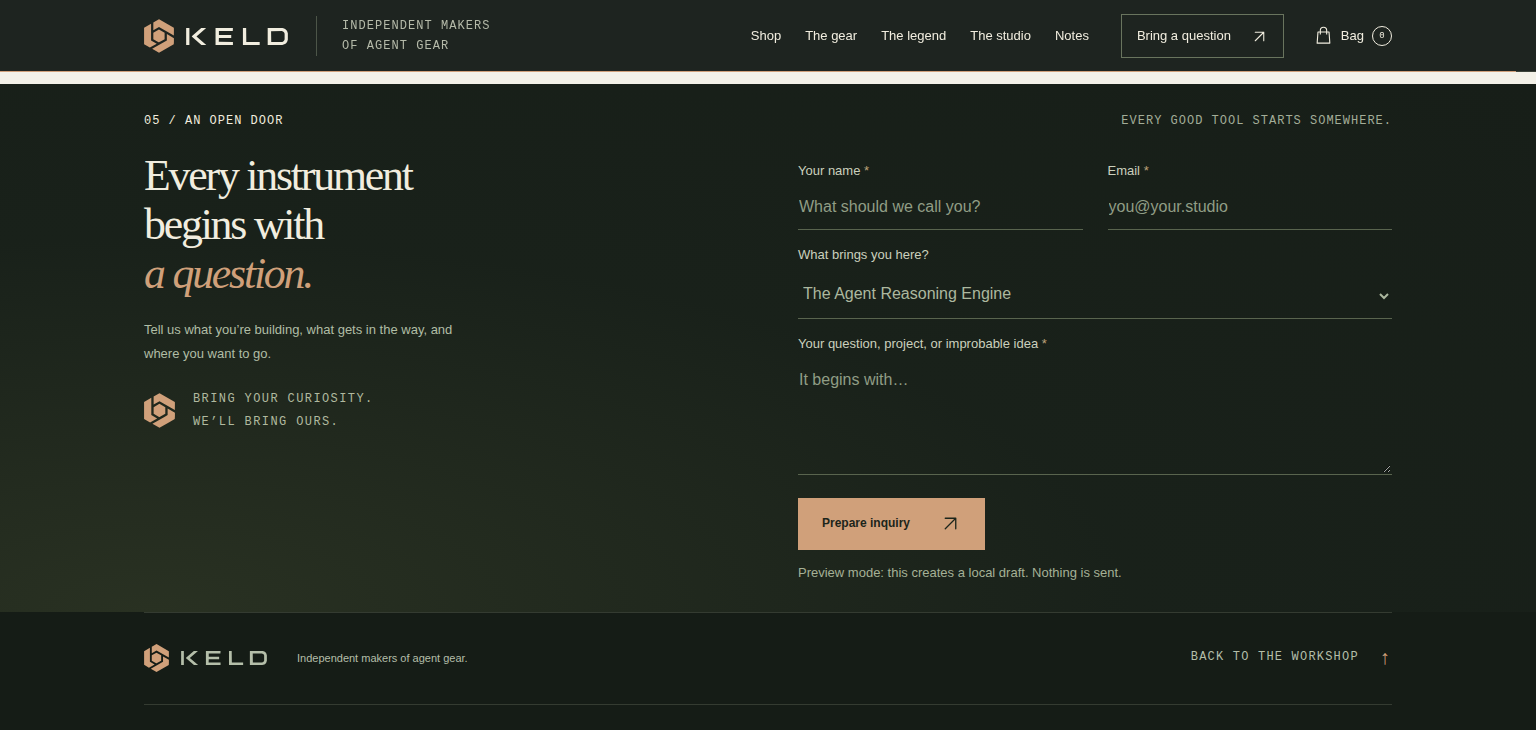 KELD
INDEPENDENT MAKERS
OF AGENT GEAR
Shop The gear The legend The studio Notes Bring a question Bag 0
05 / AN OPEN DOOR
EVERY GOOD TOOL STARTS SOMEWHERE.
Every instrument
begins with
a question.
Tell us what you’re building, what gets in the way, and
where you want to go.
BRING YOUR CURIOSITY.
WE’LL BRING OURS.
Your name * Email *
What should we call you? you@your.studio
What brings you here?
The Agent Reasoning Engine
Your question, project, or improbable idea *
It begins with…
Prepare inquiry
Preview mode: this creates a local draft. Nothing is sent.
KELD Independent makers of agent gear.
BACK TO THE WORKSHOP ↑